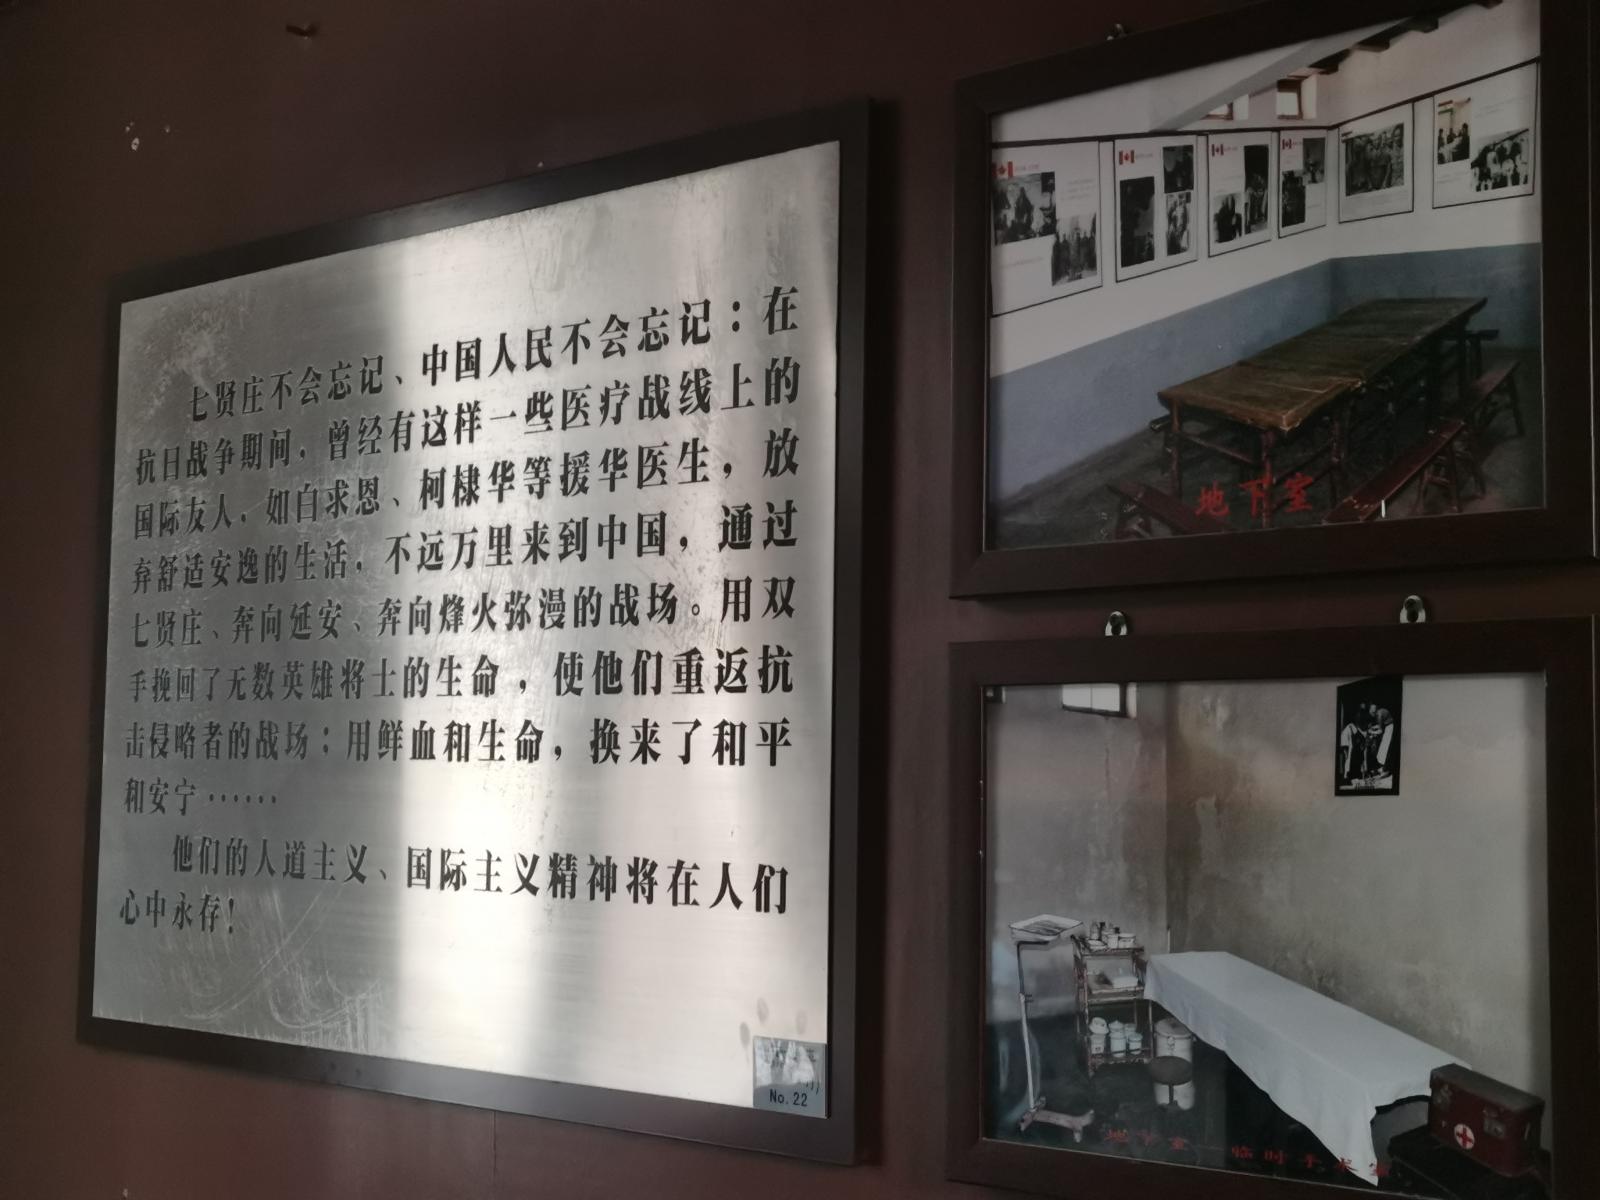 七贤庄不会忘记、中国人民不会忘记：在
抗日战争期间，曾经有这样一些医疗战线上的
国际友人，如白求恩、柯棣华等援华医生，放
弃舒适安逸的生活，不远万里来到中国，通过
七贤庄、奔向延安、奔向烽火弥漫的战场。用双
手挽回了无数英雄将士的生命，使他们重返抗
击侵略者的战场；用鲜血和生命，换来了和平
和安宁……
他们的人道主义、国际主义精神将在人们
心中永存！
No.22
地下室
地下室 临时手术室